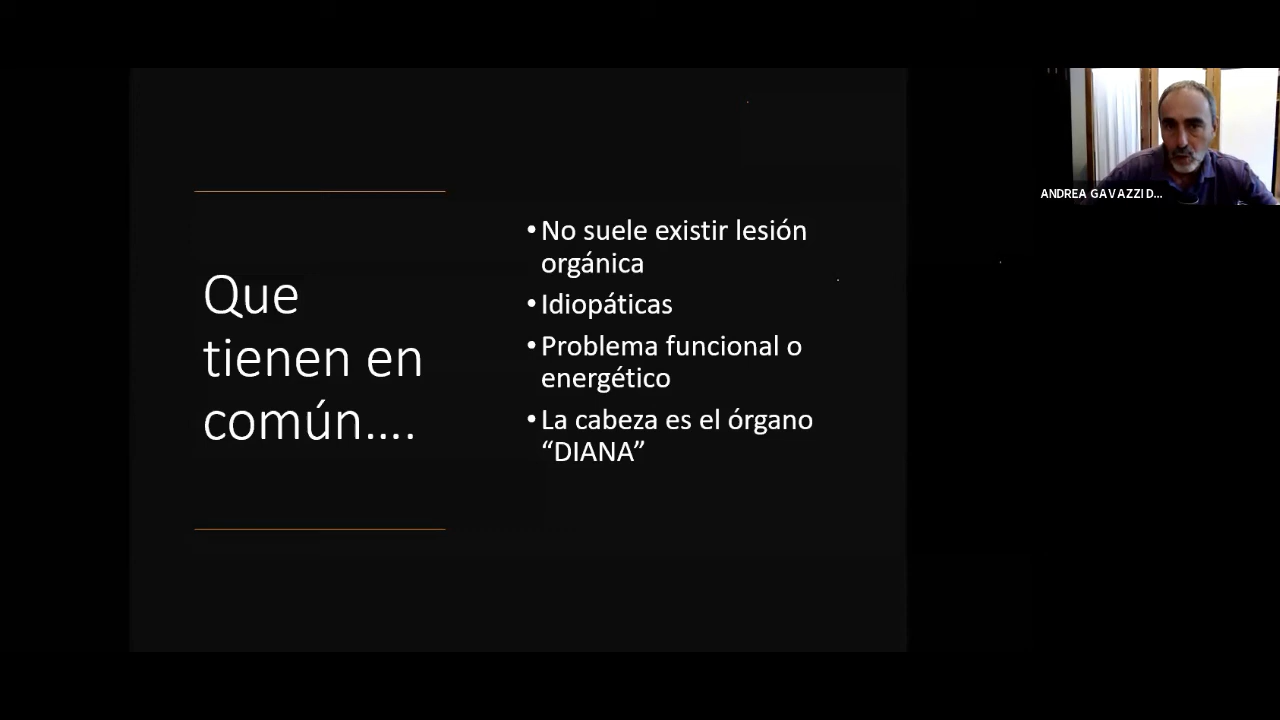 Que
tienen en
común....
• No suele existir lesión
orgánica
• Idiopáticas
• Problema funcional o
energético
• La cabeza es el órgano
“DIANA”
ANDREA GAVAZZI D...